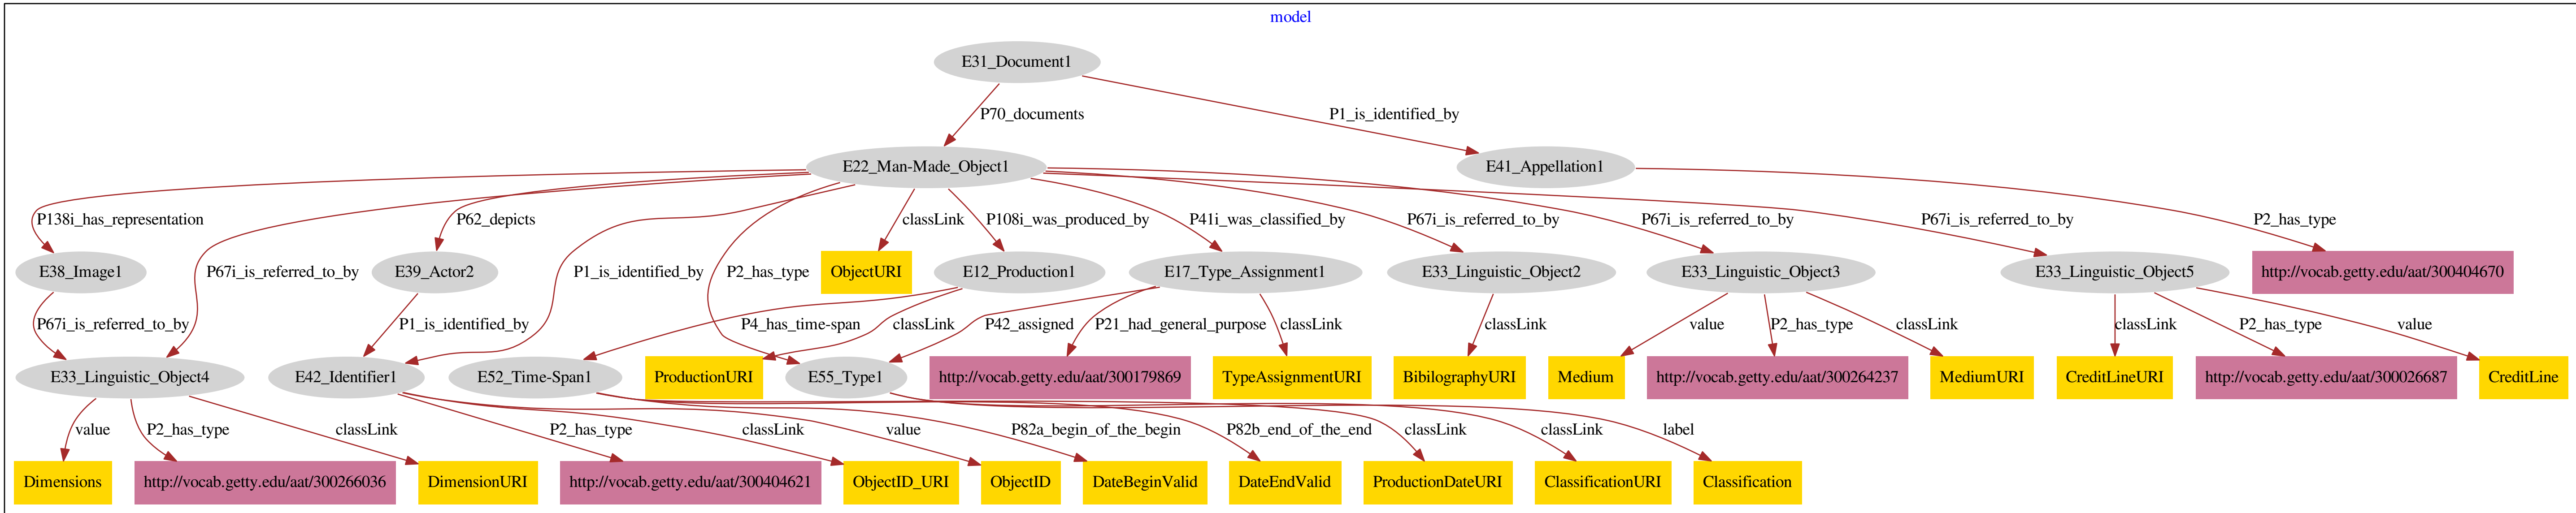 model
E31_Document1
P70_documents
P1_is_identified_by
E22_Man-Made_Object1
E41_Appellation1
P138i_has_representation
P62_depicts
classLink
P108i_was_produced_by
P41i_was_classified_by
P67i_is_referred_to_by
P67i_is_referred_to_by
P67i_is_referred_to_by
P2_has_type
E38_Image1
P67i_is_referred_to_by
E39_Actor2
P1_is_identified_by
P2_has_type
ObjectURI
E12_Production1
E17_Type_Assignment1
E33_Linguistic_Object2
E33_Linguistic_Object3
E33_Linguistic_Object5
http://vocab.getty.edu/aat/300404670
P67i_is_referred_to_by
P1_is_identified_by
P4_has_time-span
classLink
P42_assigned
P21_had_general_purpose
classLink
classLink
value
P2_has_type
classLink
classLink
P2_has_type
value
E33_Linguistic_Object4
E42_Identifier1
E52_Time-Span1
ProductionURI
E55_Type1
http://vocab.getty.edu/aat/300179869
TypeAssignmentURI
BibilographyURI
Medium
http://vocab.getty.edu/aat/300264237
MediumURI
CreditLineURI
http://vocab.getty.edu/aat/300026687
CreditLine
value
P2_has_type
classLink
P2_has_type
classLink
value
P82a_begin_of_the_begin
P82b_end_of_the_end
classLink
classLink
label
Dimensions
http://vocab.getty.edu/aat/300266036
DimensionURI
http://vocab.getty.edu/aat/300404621
ObjectID_URI
ObjectID
DateBeginValid
DateEndValid
ProductionDateURI
ClassificationURI
Classification